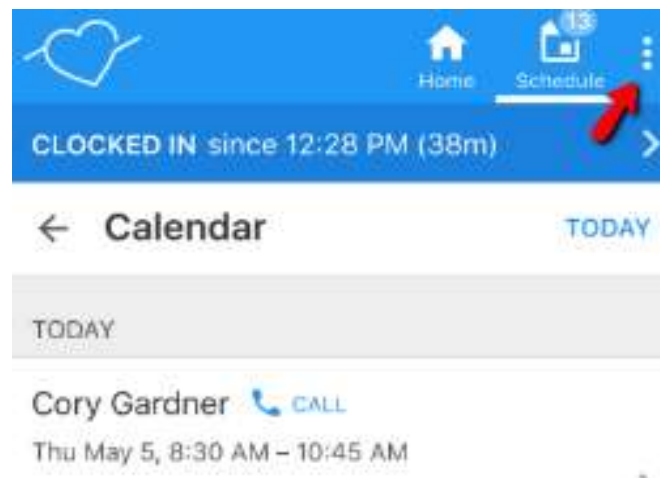 13
Home
Schedule
CLOCKED IN since 12:28 PM (38m)
Calendar
TODAY
TODAY
Cory Gardner CALL
Thu May 5, 8:30 AM – 10:45 AM